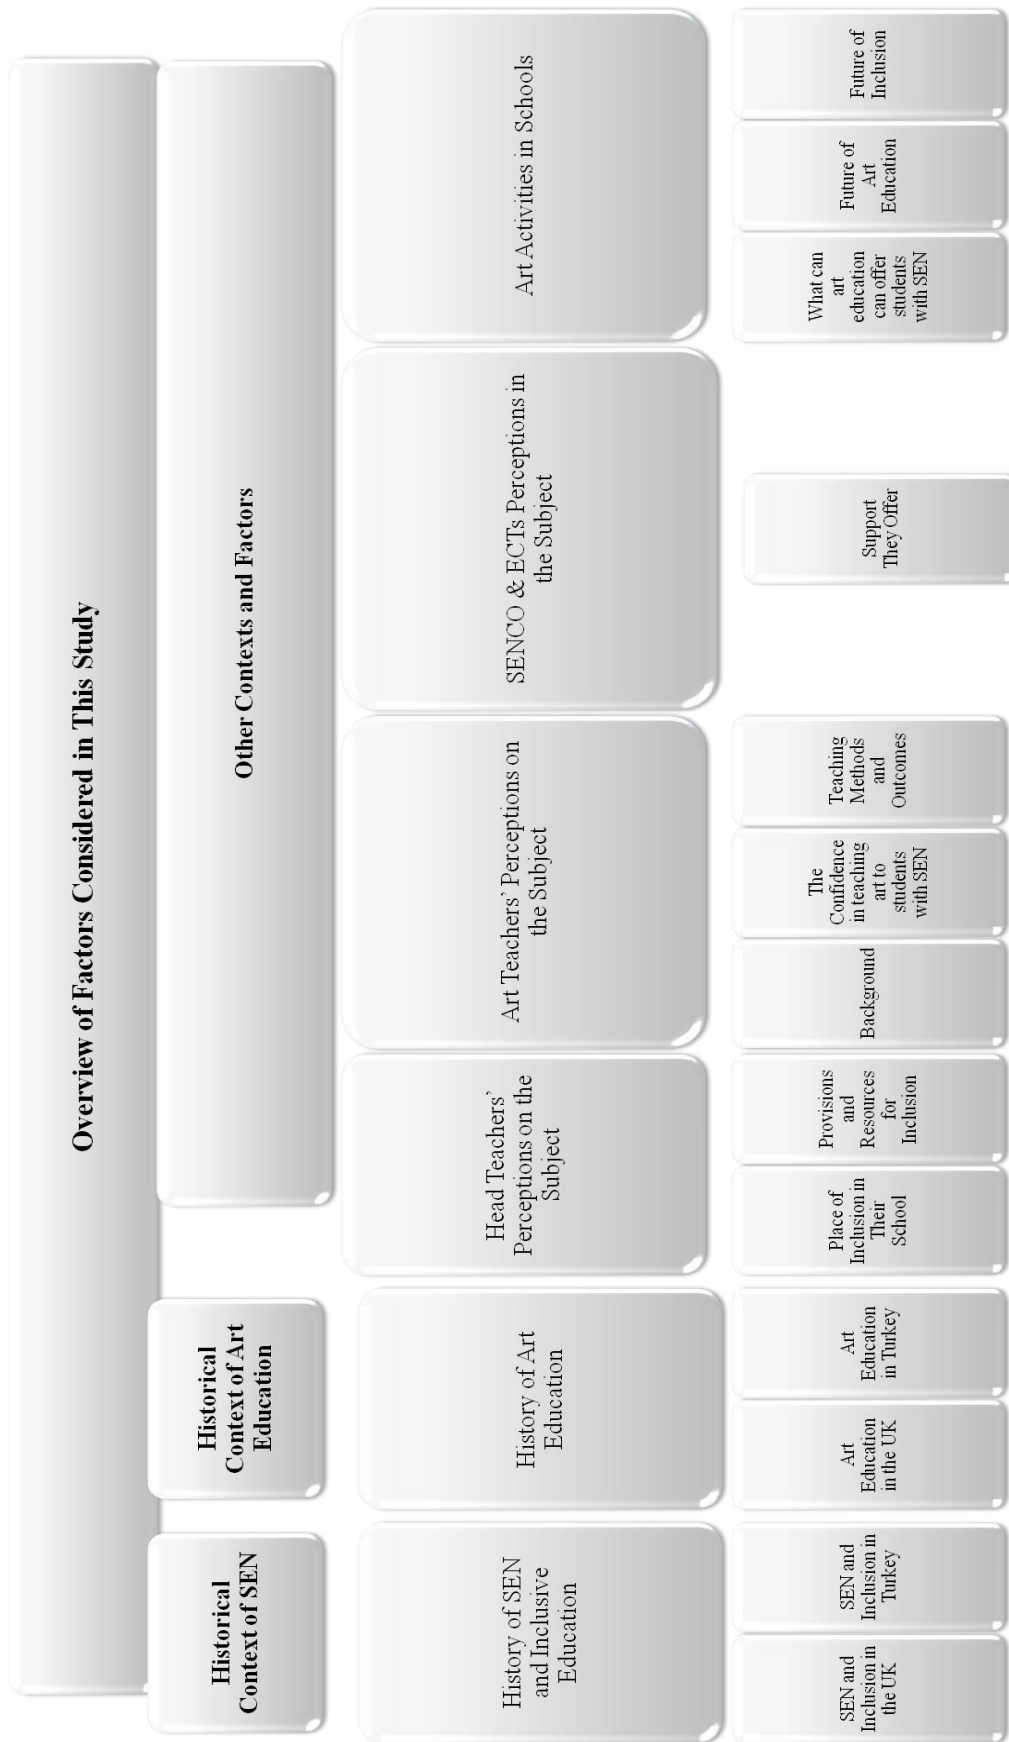 Overview of Factors Considered in This Study
Historical
Context of SEN
Historical
Context of Art
Education
Other Contexts and Factors
History of SEN
and Inclusive
Education
History of Art
Education
Head Teachers'
Perceptions on the
Subject
Art Teachers' Perception on
the Subject
SENCO & ECTs Perceptions in
the Subject
Art Activities in Schools
SEN and
Inclusion in
the UK
SEN and
Inclusion in
Turkey
Art
Education
in the UK
Art
Education
in Turkey
Place of
Inclusion in
Their
School
Provisions
and
Resources
for
Inclusion
Background
The
Confidence
in teaching
art to
students
with SEN
Teaching
Methods
and
Outcomes
Support
They Offer
What can
art
education
can offer
students
with SEN
Future of
Art
Education
Future of
Inclusion